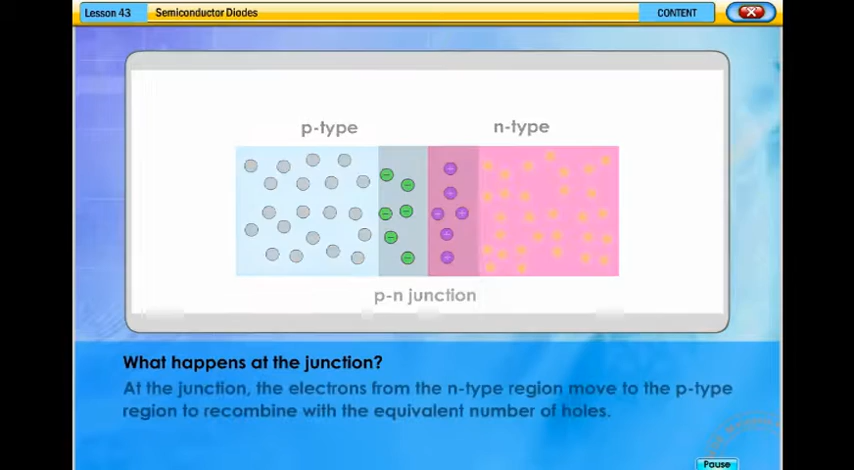 Lesson 43
Semiconductor Diodes
CONTENT
p-type
n-type
p-n junction
What happens at the junction?
At the junction, the electrons from the n-type region move to the p-type
region to recombine with the equivalent number of holes.
Pause